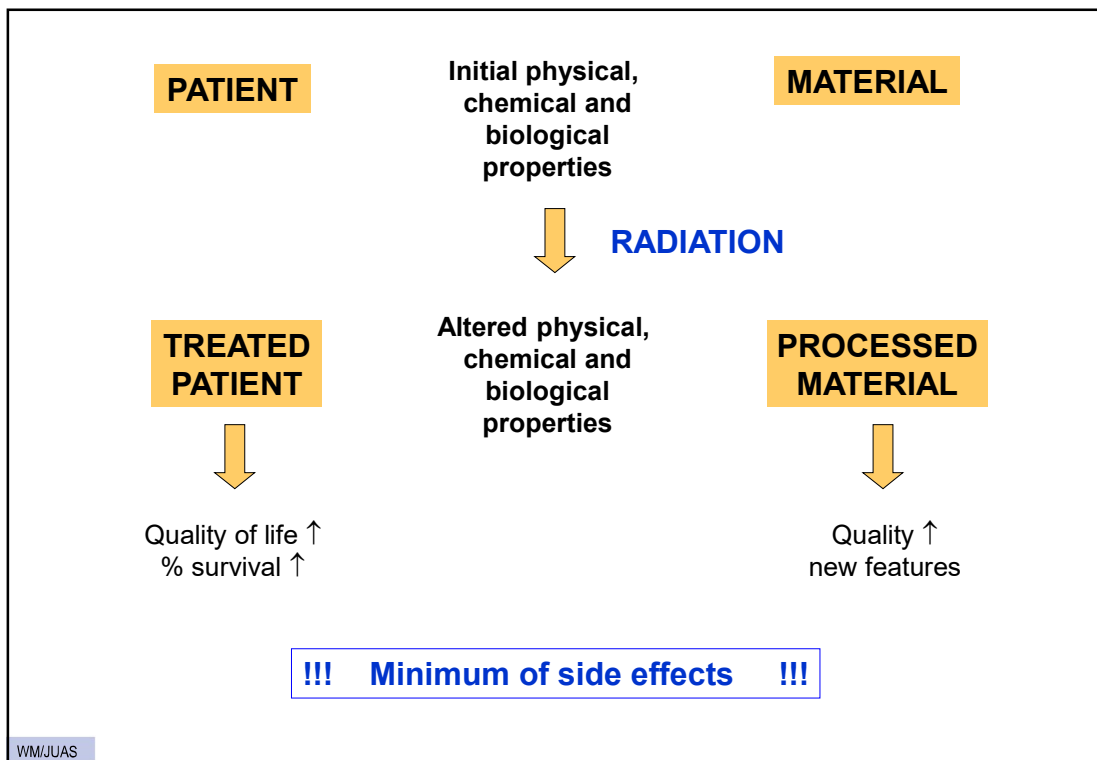 PATIENT
Initial physical,
chemical and
biological
properties
MATERIAL
RADIATION
TREATED
PATIENT
Altered physical,
chemical and
biological
properties
PROCESSED
MATERIAL
Quality of life ↑
% survival ↑
Quality ↑
new features
!!! Minimum of side effects !!!
WM/JUAS